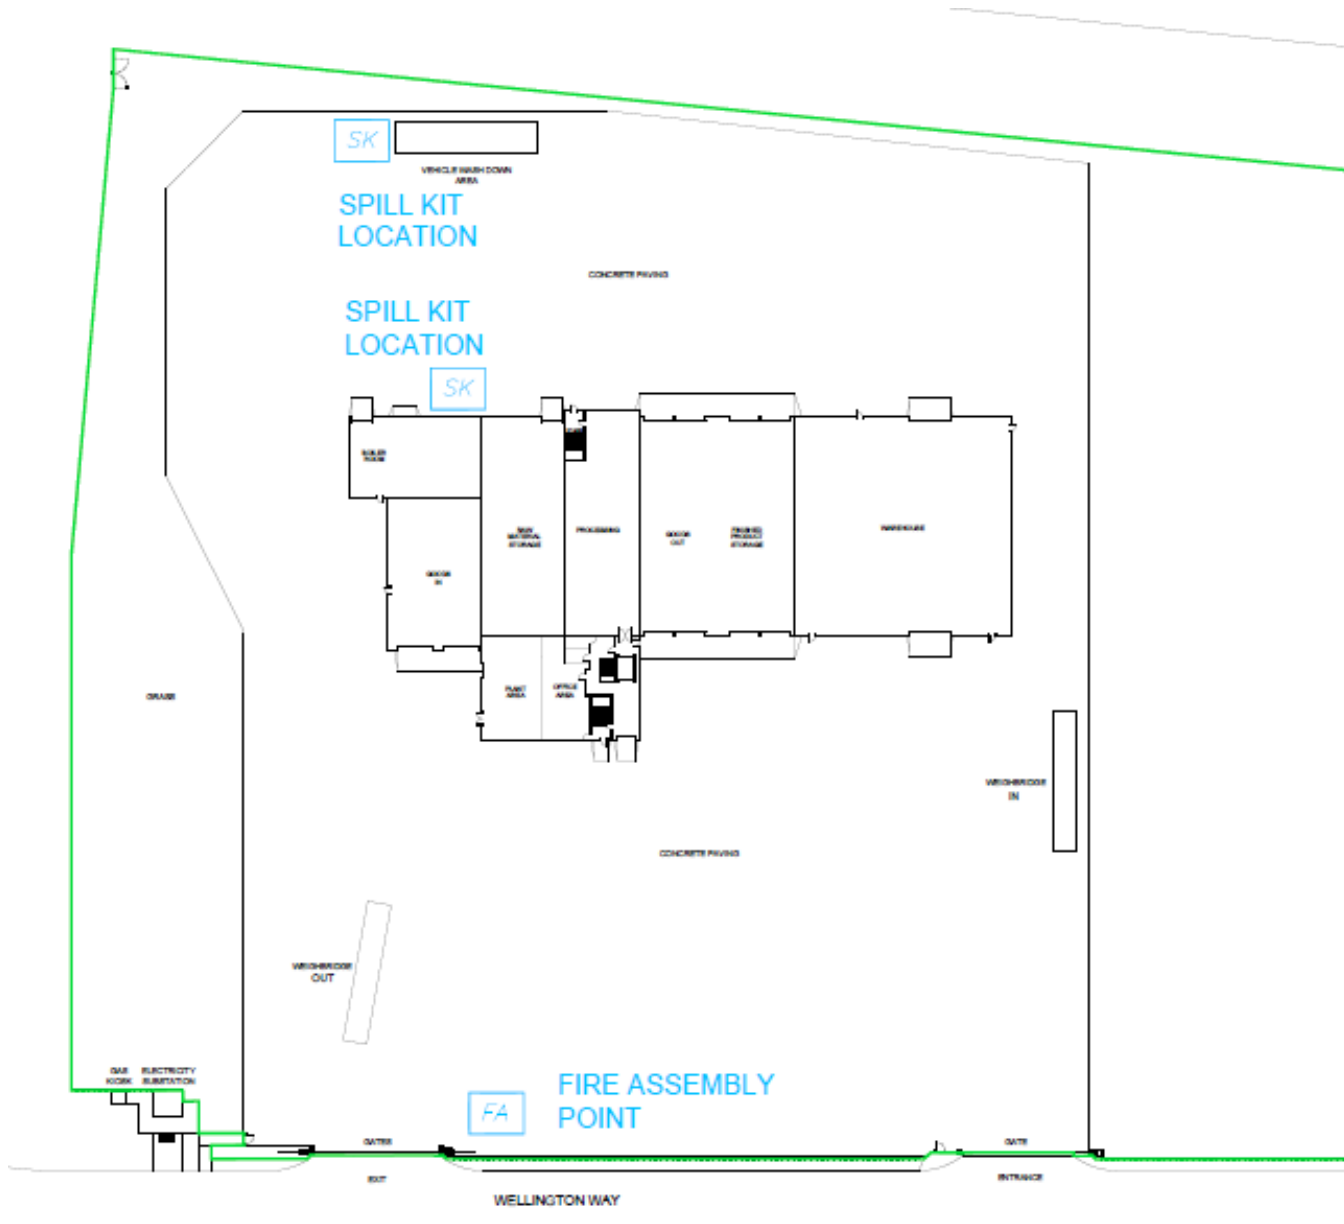 SK
VEHICLE WASH DOWN
AREA
SPILL KIT
LOCATION
CONCRETE PAVING
SPILL KIT
LOCATION
SK
BOILER
ROOM
RAW
MATERIAL
STORAGE
PROCESSING
GOODS
OUT
FINISHED
PRODUCT
STORAGE
WAREHOUSE
GOODS
IN
GRASS
PLANT
AREA
OFFICE
AREA
WEIGHBRIDGE
IN
CONCRETE PAVING
WEIGHBRIDGE
OUT
GAS
KIOSK
ELECTRICITY
SUBSTATION
FA
FIRE ASSEMBLY
POINT
GATES
GATE
EXIT
ENTRANCE
WELLINGTON WAY